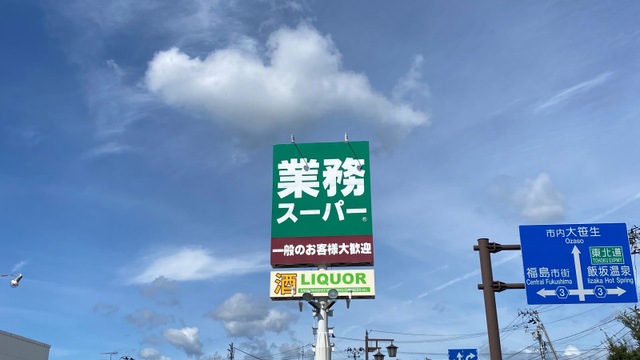 業務
スーパー®
一般のお客様大歓迎
酒 LIQUOR
市内大笹生
Ozaso
東北道
TOHOKU EXPWY
福島市街
Central Fukushima
飯坂温泉
Iizaka Hot Spring
3 3